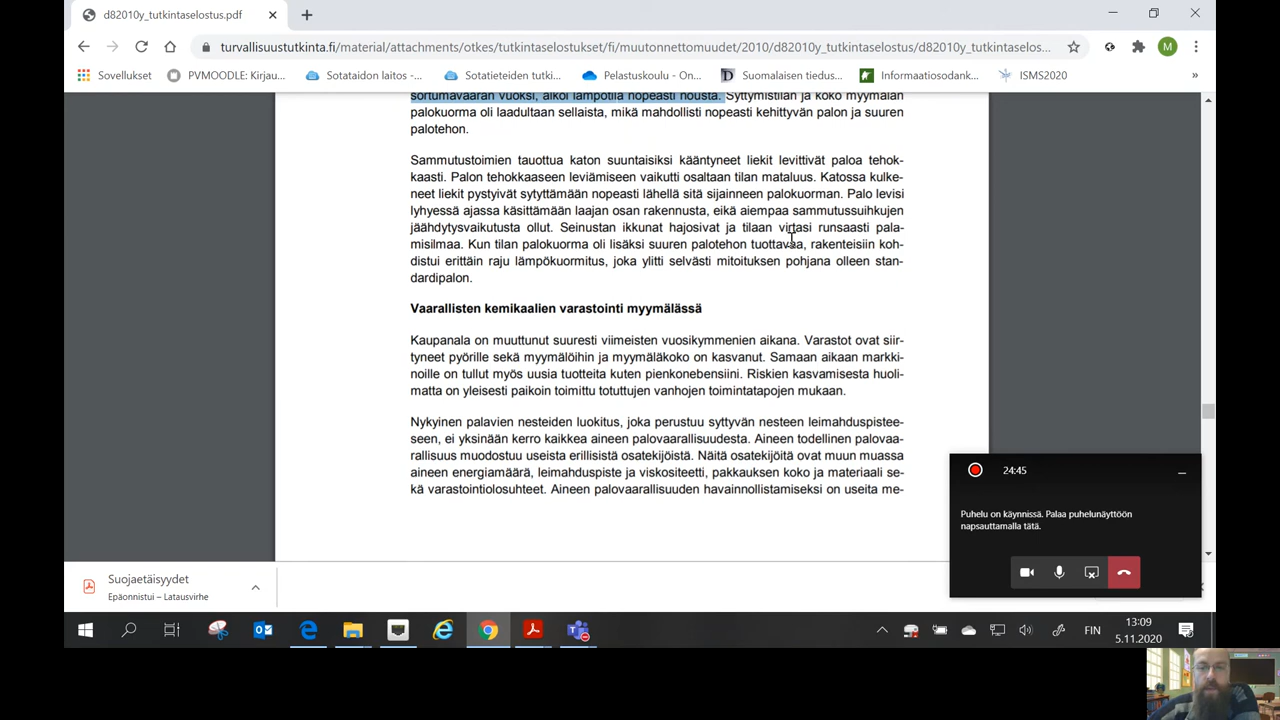 d82010y_tutkintaselostus.pdf
turvallisuustutkinta.fi/material/attachments/otkes/tutkintaselostukset/fi/muutonnettomuudet/2010/d82010y_tutkintaselostus/d82010y_tutkintaselos...
Sovellukset PVMOODLE: Kirjau... Sotataidon laitos -... Sotatieteiden tutki... Pelastuskoulu - On... Suomalaisen tiedus... Informaatiosodank... ISMS2020 »
sortumavaaran vuoksi, alkoi lämpötila nopeasti nousta. Syttymistilan ja koko myymälän
palokuorma oli laadultaan sellaista, mikä mahdollisti nopeasti kehittyvän palon ja suuren
palotehon.
Sammutustoimien tauottua katon suuntaisiksi kääntyneet liekit levittivät paloa tehok-
kaasti. Palon tehokkaaseen leviämiseen vaikutti osaltaan tilan mataluus. Katossa kulke-
neet liekit pystyivät sytyttämään nopeasti lähellä sitä sijainneen palokuorman. Palo levisi
lyhyessä ajassa käsittämään laajan osan rakennusta, eikä aiempaa sammutussuihkujen
jäähdytysvaikutusta ollut. Seinustan ikkunat hajosivat ja tilaan virtasi runsaasti pala-
misilmaa. Kun tilan palokuorma oli lisäksi suuren palotehon tuottavaa, rakenteisiin koh-
distui erittäin raju lämpökuormitus, joka ylitti selvästi mitoituksen pohjana olleen stan-
dardipalon.
Vaarallisten kemikaalien varastointi myymälässä
Kaupanala on muuttunut suuresti viimeisten vuosikymmenien aikana. Varastot ovat siir-
tyneet pyörille sekä myymälöihin ja myymäläkoko on kasvanut. Samaan aikaan markki-
noille on tullut myös uusia tuotteita kuten pienkonebensiini. Riskien kasvamisesta huoli-
matta on yleisesti paikoin toimittu totuttujen vanhojen toimintatapojen mukaan.
Nykyinen palavien nesteiden luokitus, joka perustuu syttyvän nesteen leimahduspistee-
seen, ei yksinään kerro kaikkea aineen palovaarallisuudesta. Aineen todellinen palovaa-
rallisuus muodostuu useista erillisistä osatekijöistä. Näitä osatekijöitä ovat muun muassa
aineen energiamäärä, leimahduspiste ja viskositeetti, pakkauksen koko ja materiaali se-
kä varastointiolosuhteet. Aineen palovaarallisuuden havainnollistamiseksi on useita me-
24:45
Puhelu on käynnissä. Palaa puhelunäyttöön
napsauttamalla tätä.
Suojaetäisyydet
Epäonnistui – Latausvirhe
FIN
13:09
5.11.2020